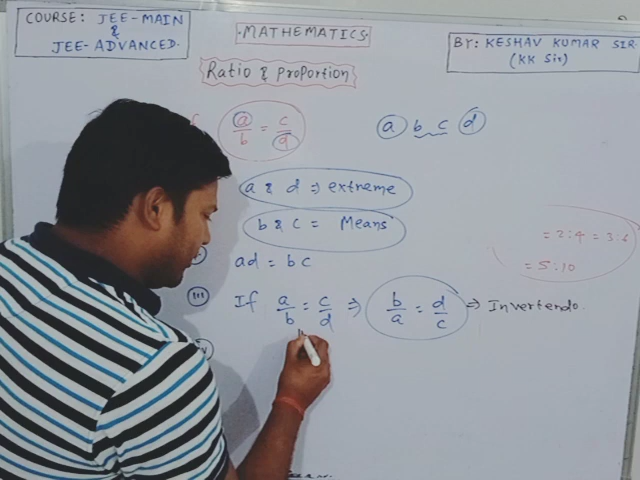 COURSE: JEE-MAIN
&
JEE-ADVANCED.
MATHEMATICS
BY: KESHAV KUMAR SIR.
(KK Sir)
Ratio & Proportion
a/b = c/d
a b c d
a & d => extreme
b & c = Means
= 2:4 = 3:6
= 5:10
ad = bc
(iii) If a/b = c/d => b/a = d/c => Invertendo.